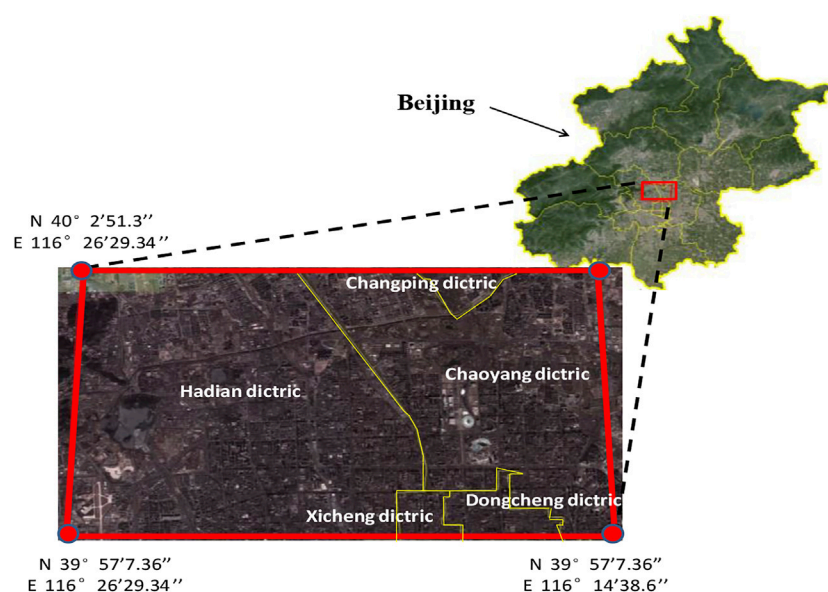 Beijing
N 40° 2’51.3’’
E 116° 26’29.34’’
Changping dictric
Hadian dictric
Chaoyang dictric
Xicheng dictric
Dongcheng dictric
N 39° 57’7.36’’
E 116° 26’29.34’’
N 39° 57’7.36’’
E 116° 14’38.6’’